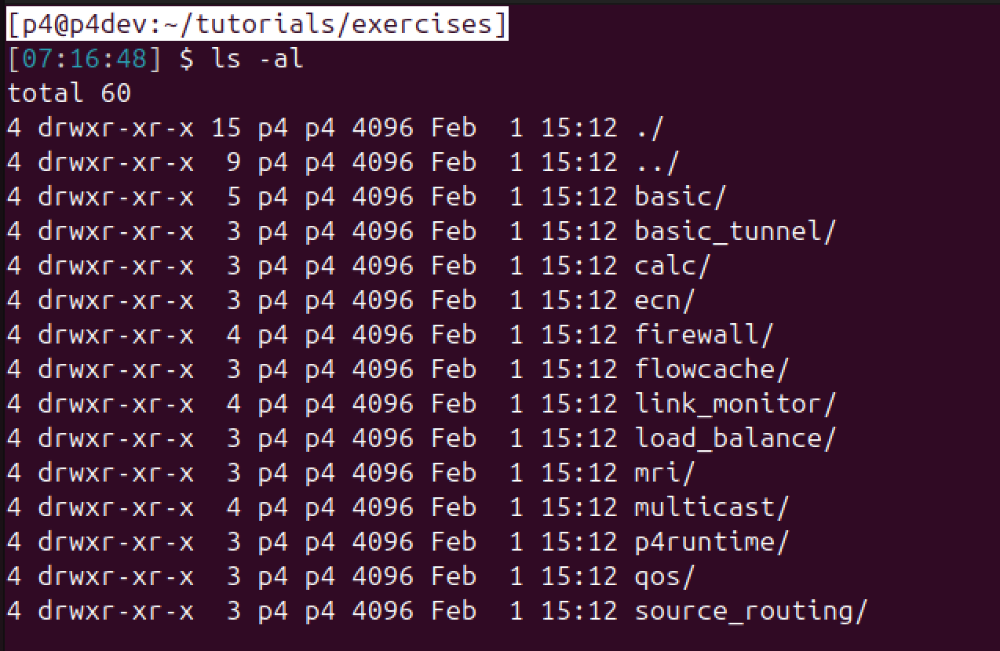 [p4@p4dev:~/tutorials/exercises]
[07:16:48] $ ls -al
total 60
4 drwxr-xr-x 15 p4 p4 4096 Feb  1 15:12 ./
4 drwxr-xr-x  9 p4 p4 4096 Feb  1 15:12 ../
4 drwxr-xr-x  5 p4 p4 4096 Feb  1 15:12 basic/
4 drwxr-xr-x  3 p4 p4 4096 Feb  1 15:12 basic_tunnel/
4 drwxr-xr-x  3 p4 p4 4096 Feb  1 15:12 calc/
4 drwxr-xr-x  3 p4 p4 4096 Feb  1 15:12 ecn/
4 drwxr-xr-x  4 p4 p4 4096 Feb  1 15:12 firewall/
4 drwxr-xr-x  3 p4 p4 4096 Feb  1 15:12 flowcache/
4 drwxr-xr-x  4 p4 p4 4096 Feb  1 15:12 link_monitor/
4 drwxr-xr-x  3 p4 p4 4096 Feb  1 15:12 load_balance/
4 drwxr-xr-x  3 p4 p4 4096 Feb  1 15:12 mri/
4 drwxr-xr-x  4 p4 p4 4096 Feb  1 15:12 multicast/
4 drwxr-xr-x  3 p4 p4 4096 Feb  1 15:12 p4runtime/
4 drwxr-xr-x  3 p4 p4 4096 Feb  1 15:12 qos/
4 drwxr-xr-x  3 p4 p4 4096 Feb  1 15:12 source_routing/